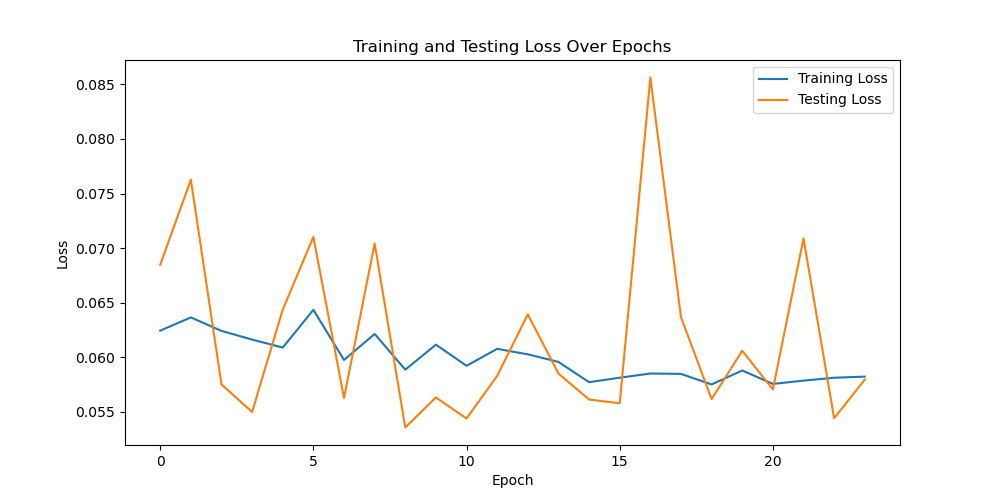 Training and Testing Loss Over Epochs
Training Loss
Testing Loss
0.085
0.080
0.075
0.070
0.065
0.060
0.055
Loss
0 5 10 15 20
Epoch